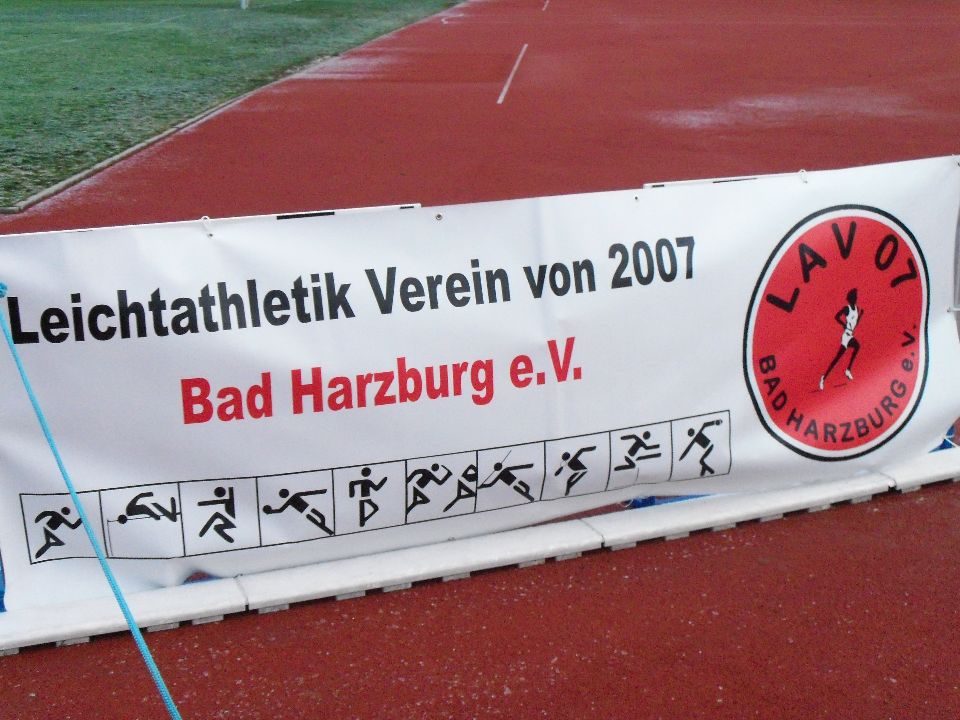 Leichtathletik Verein von 2007
Bad Harzburg e.V.
LAV 07
BAD HARZBURG e.V.